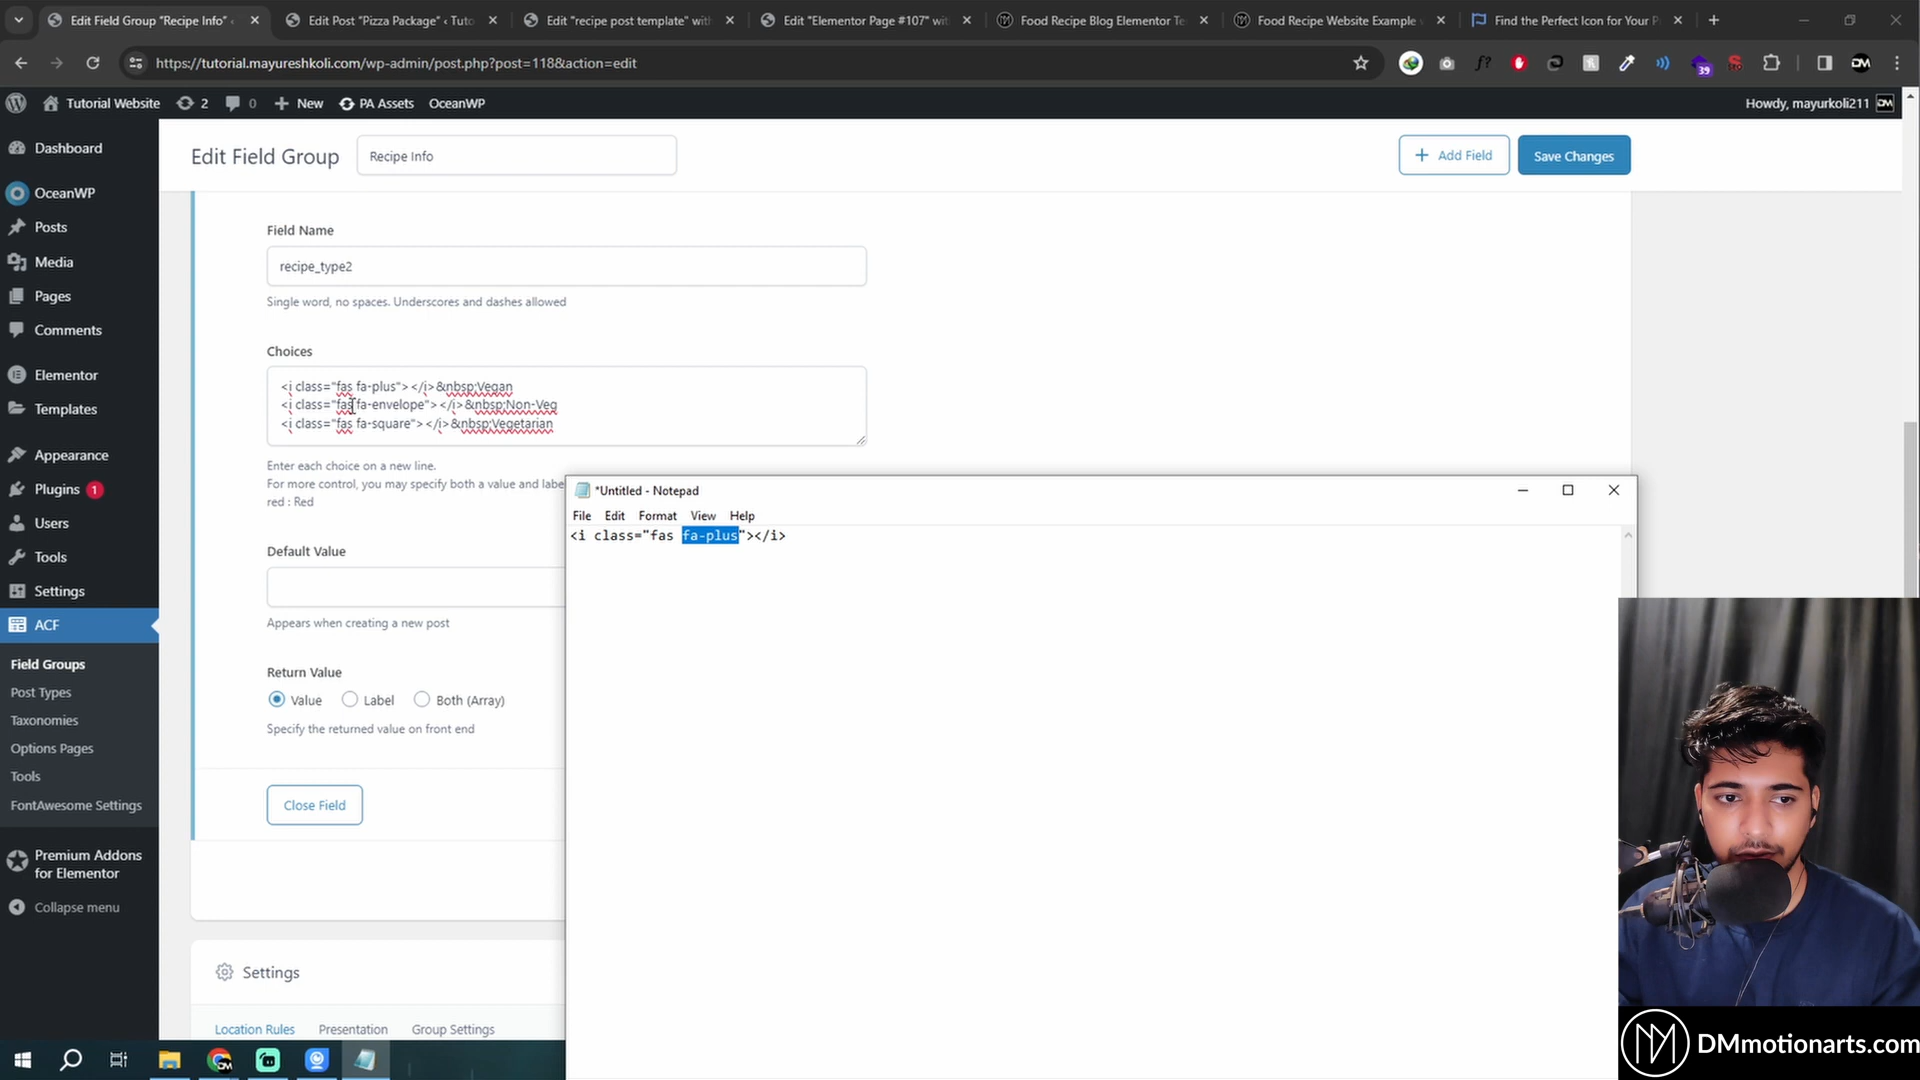 Edit Field Group "Recipe Info" ‹
Edit Post "Pizza Package" ‹ Tuto
Edit "recipe post template" with
Edit "Elementor Page #107" wit
Food Recipe Blog Elementor Te
Food Recipe Website Example
Find the Perfect Icon for Your P
https://tutorial.mayureshkoli.com/wp-admin/post.php?post=118&action=edit
39
Tutorial Website
2
0
New
PA Assets
OceanWP
Howdy, mayurkoli211
Dashboard
OceanWP
Posts
Media
Pages
Comments
Elementor
Templates
Appearance
Plugins 1
Users
Tools
Settings
ACF
Field Groups
Post Types
Taxonomies
Options Pages
Tools
FontAwesome Settings
Premium Addons
for Elementor
Collapse menu
Edit Field Group
Recipe Info
Add Field
Save Changes
Field Name
recipe_type2
Single word, no spaces. Underscores and dashes allowed
Choices
<i class="fas fa-plus"> </i>&nbsp;Vegan
<i class="fas fa-envelope"> </i>&nbsp;Non-Veg
<i class="fas fa-square"> </i>&nbsp;Vegetarian
Enter each choice on a new line.
For more control, you may specify both a value and labe
red : Red
Default Value
Appears when creating a new post
Return Value
Value
Label
Both (Array)
Specify the returned value on front end
Close Field
Settings
Location Rules
Presentation
Group Settings
*Untitled - Notepad
File Edit Format View Help
<i class="fas fa-plus"></i>
DMmotionarts.com